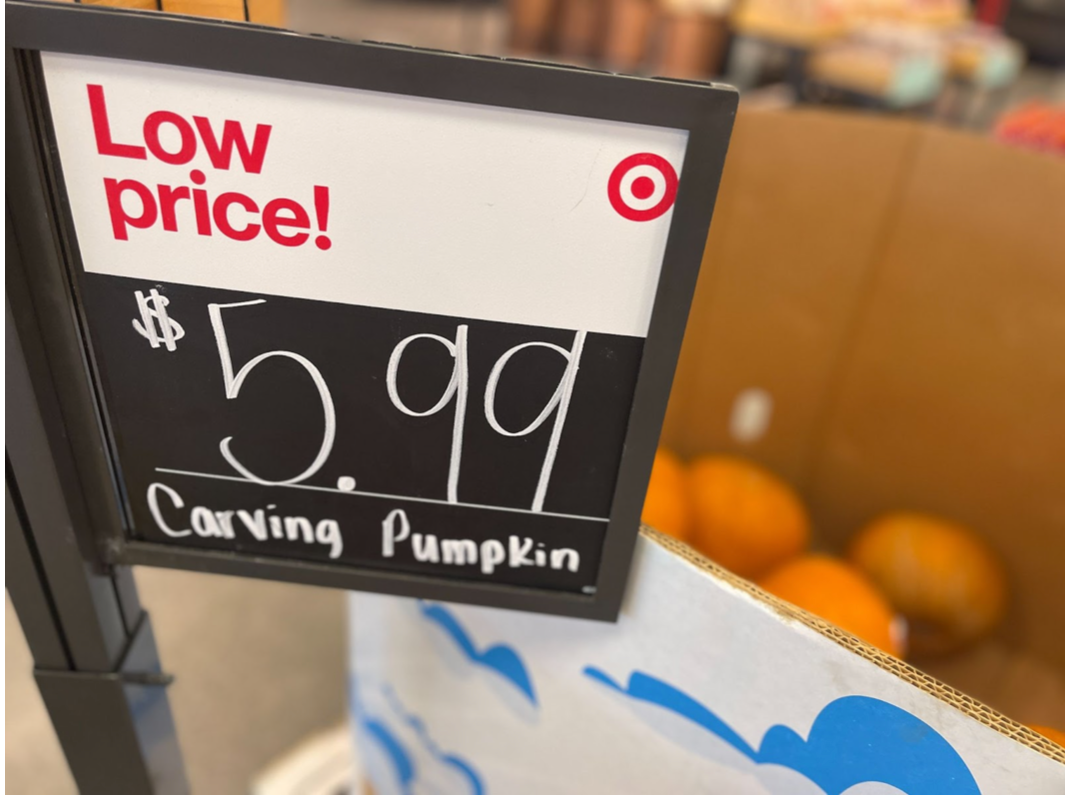 Low
price!
$5.99
Carving Pumpkin